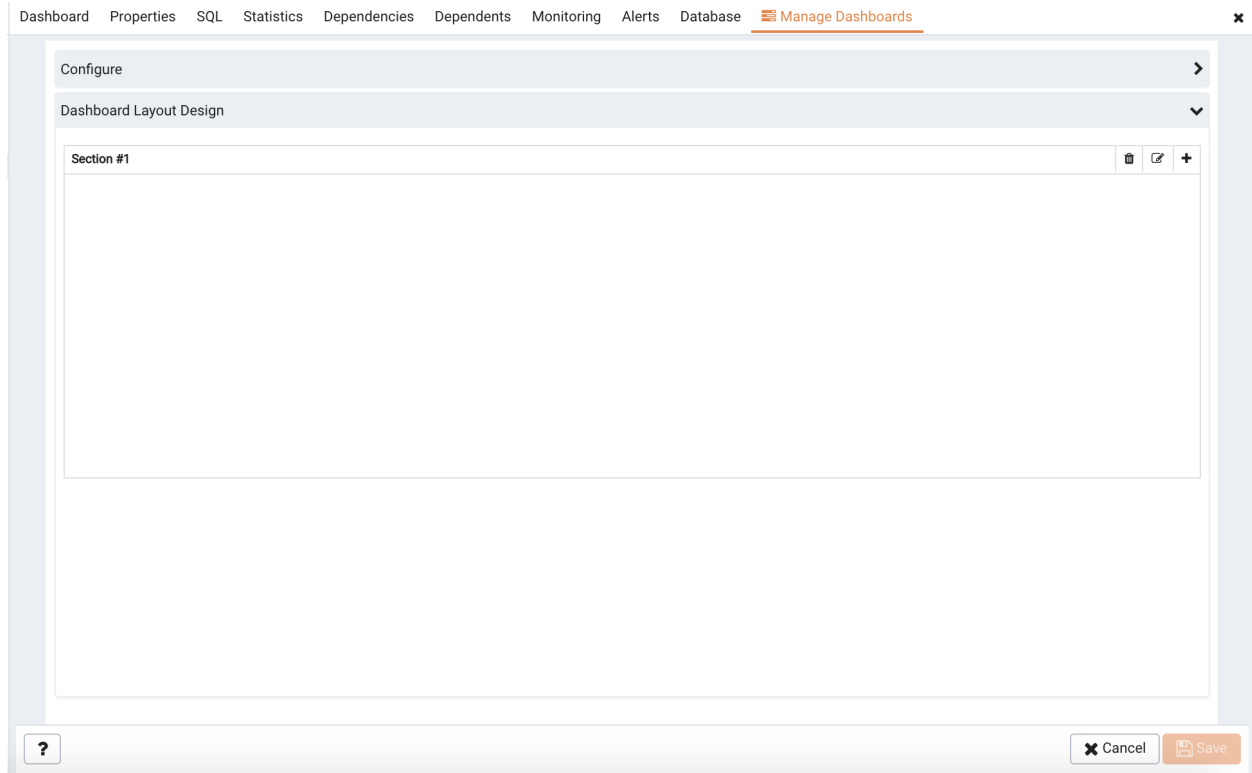 Dashboard Properties SQL Statistics Dependencies Dependents Monitoring Alerts Database Manage Dashboards
Configure
Dashboard Layout Design
Section #1
?
Cancel Save